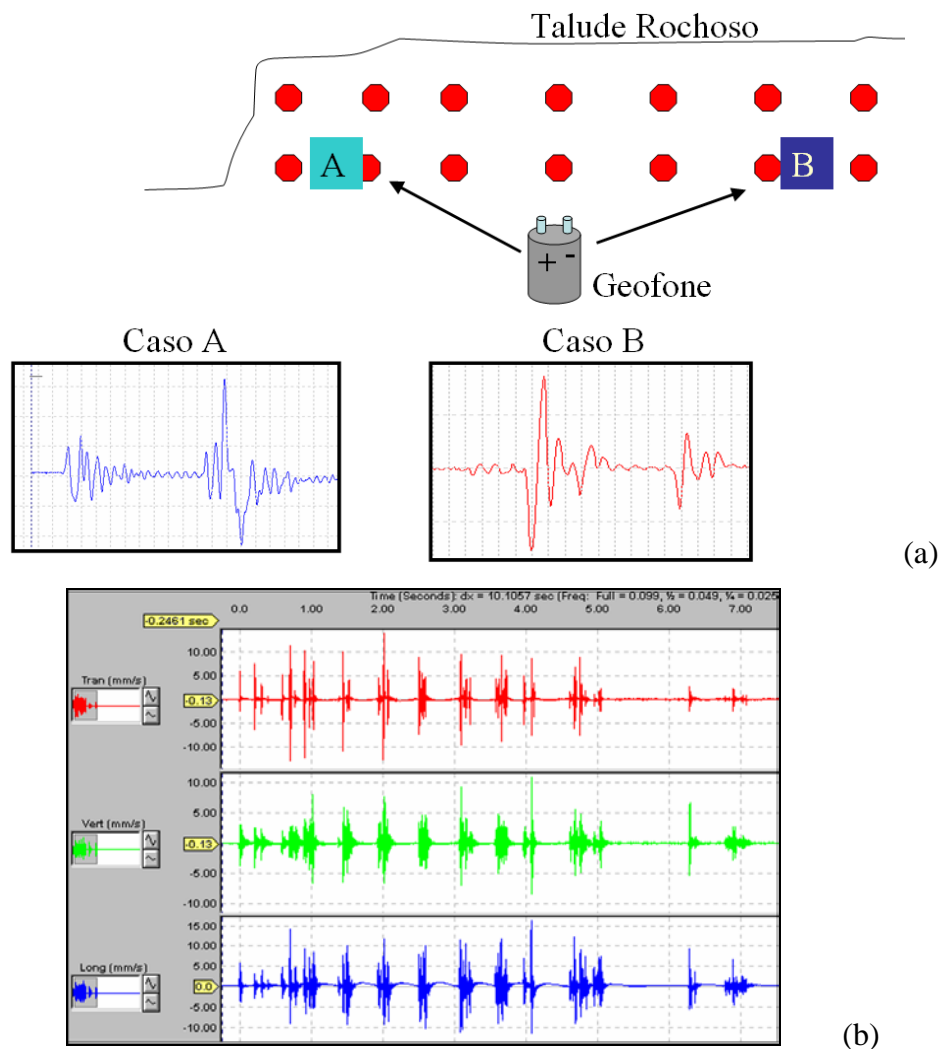 Talude Rochoso
A
B
+ -
Geofone
Caso A
Caso B
(a)
Time (Seconds): dx = 10.1057 sec (Freq: Full = 0.099, ½ = 0.049, ¼ = 0.025
0.0 1.00 2.00 3.00 4.00 5.00 6.00 7.00
-0.2461 sec
10.00
5.00
Tran (mm/s)
-0.13
-5.00
-10.00
10.00
5.00
Vert (mm/s)
-0.13
-5.00
-10.00
15.00
10.00
5.00
Long (mm/s)
0.0
-5.00
-10.00
(b)